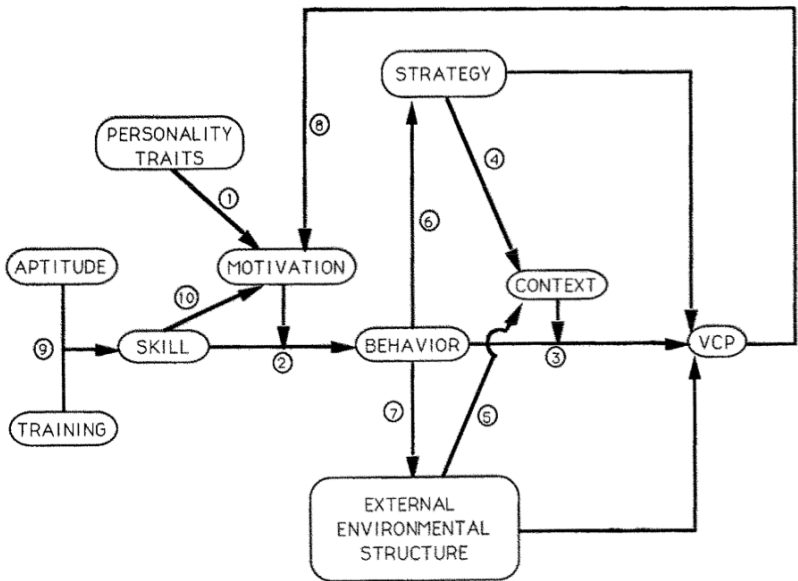 STRATEGY
8
PERSONALITY
TRAITS
4
1
6
APTITUDE
MOTIVATION
CONTEXT
10
9
SKILL
2
BEHAVIOR
3
VCP
7
5
TRAINING
EXTERNAL
ENVIRONMENTAL
STRUCTURE